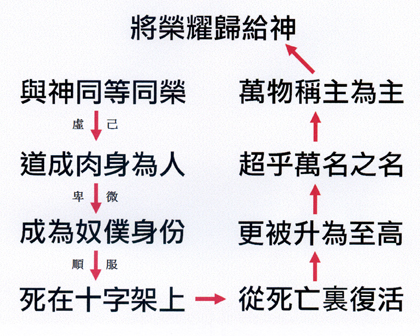 將榮耀歸給神
與神同等同榮
虛己
道成肉身為人
卑微
成為奴僕身份
順服
死在十字架上
從死亡裏復活
更被升為至高
超乎萬名之名
萬物稱主為主